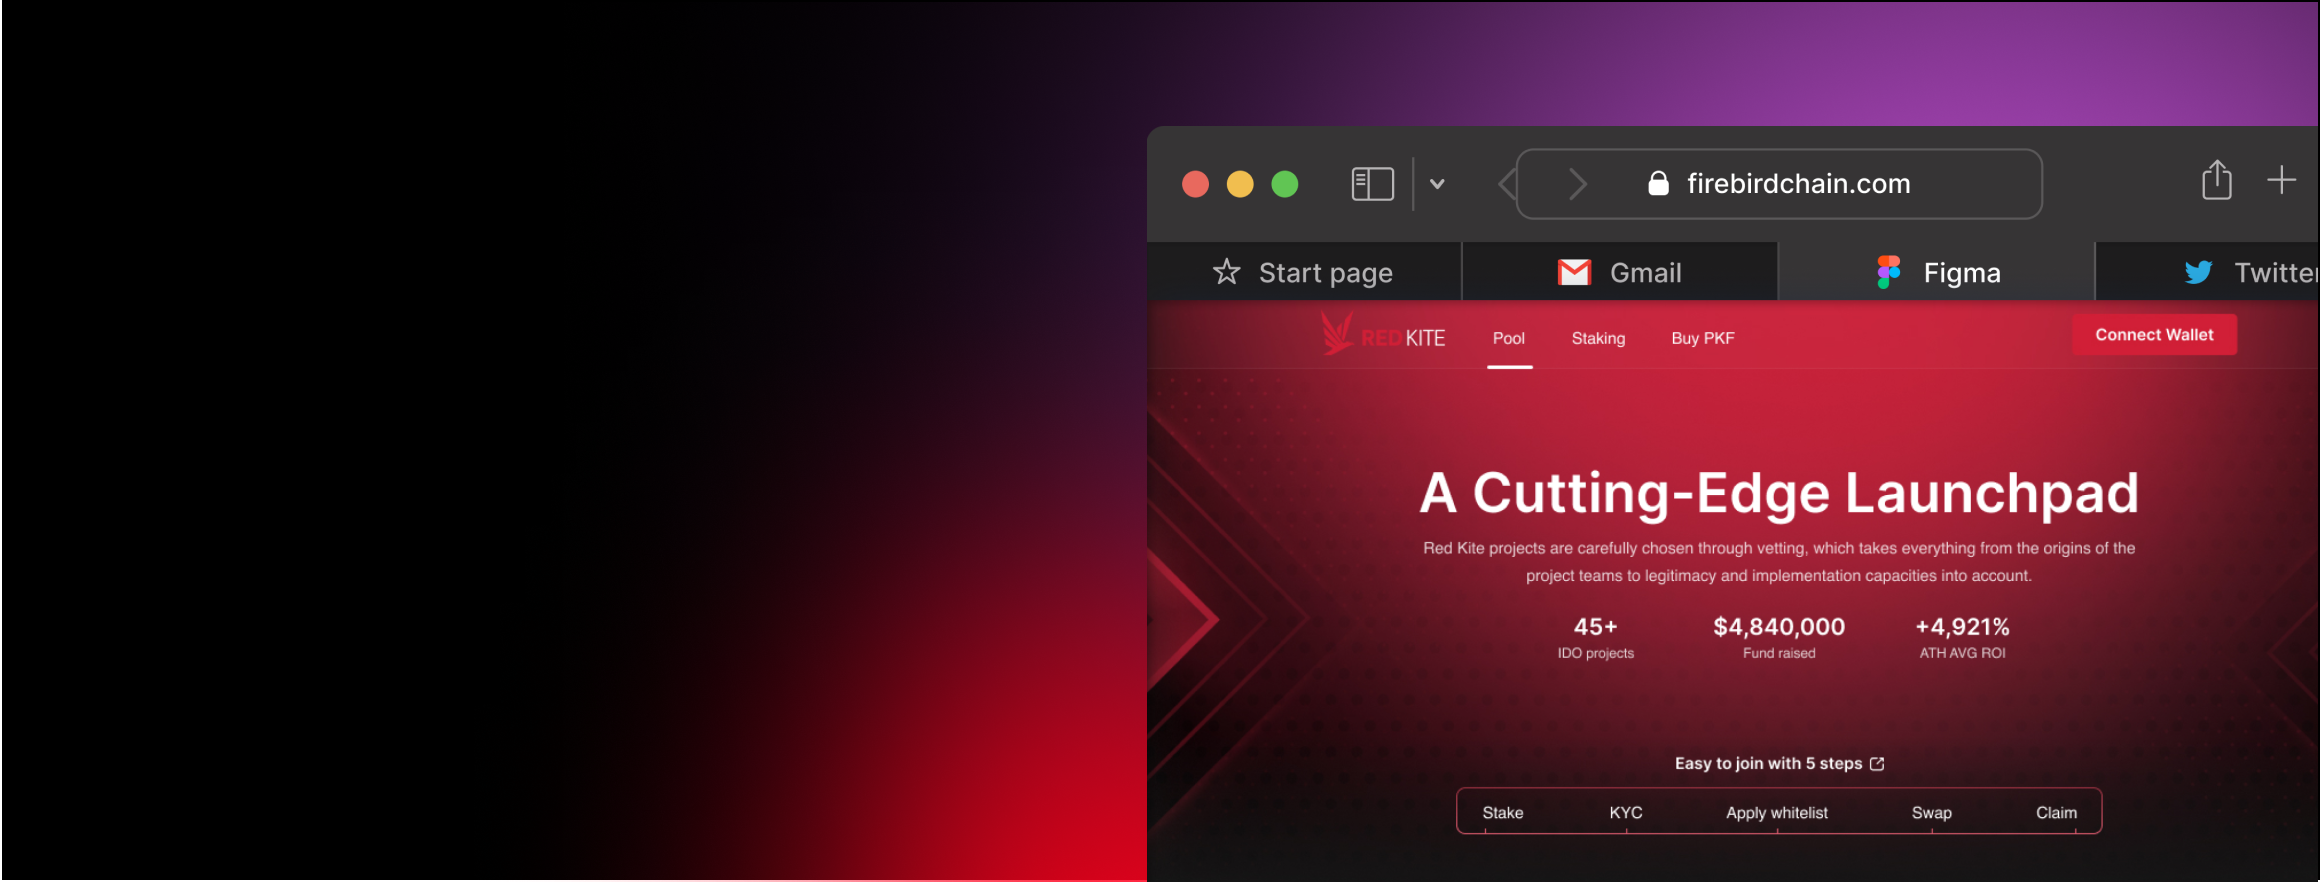 firebirdchain.com
Start page
Gmail
Figma
Twitter
RED KITE
Pool
Staking
Buy PKF
Connect Wallet
A Cutting-Edge Launchpad
Red Kite projects are carefully chosen through vetting, which takes everything from the origins of the
project teams to legitimacy and implementation capacities into account.
45+
$4,840,000
+4,921%
IDO projects
Fund raised
ATH AVG ROI
Easy to join with 5 steps
Stake
KYC
Apply whitelist
Swap
Claim